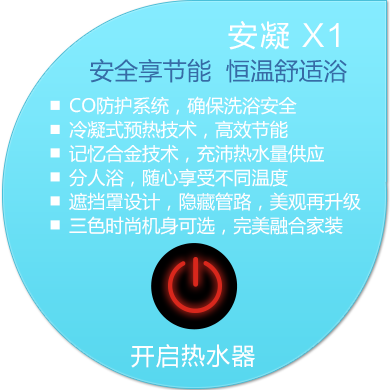 安凝 X1
安全享节能 恒温舒适浴
■ CO防护系统，确保洗浴安全
■ 冷凝式预热技术，高效节能
■ 记忆合金技术，充沛热水量供应
■ 分人浴，随心享受不同温度
■ 遮挡罩设计，隐藏管路，美观再升级
■ 三色时尚机身可选，完美融合家装
开启热水器